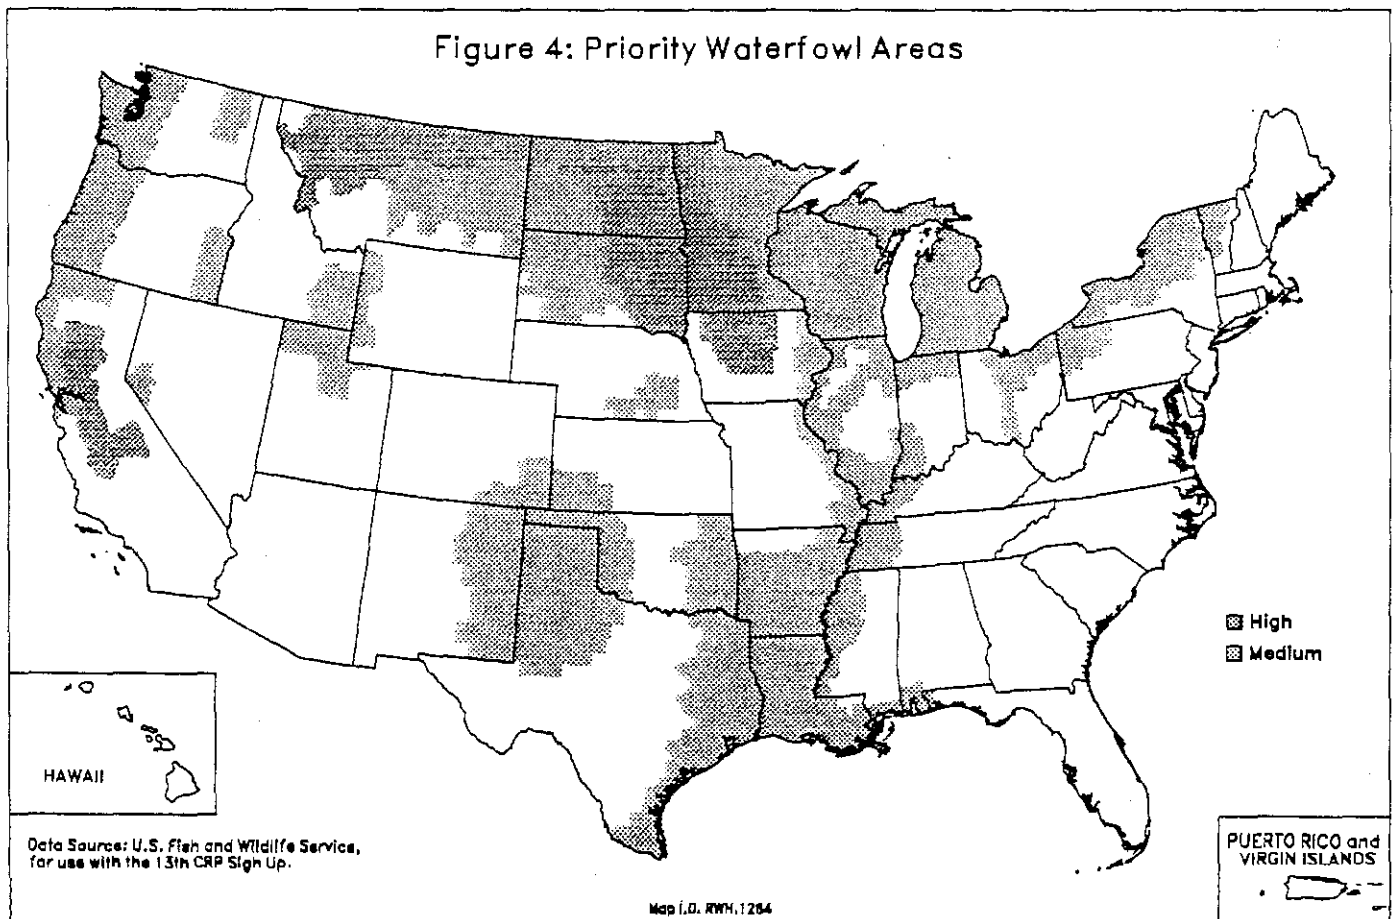 Figure 4: Priority Waterfowl Areas
High
Medium
HAWAII
Data Source: U.S. Fish and Wildlife Service,
for use with the 13th CRP Sign Up.
PUERTO RICO and
VIRGIN ISLANDS
Map I.D. RWH.1264